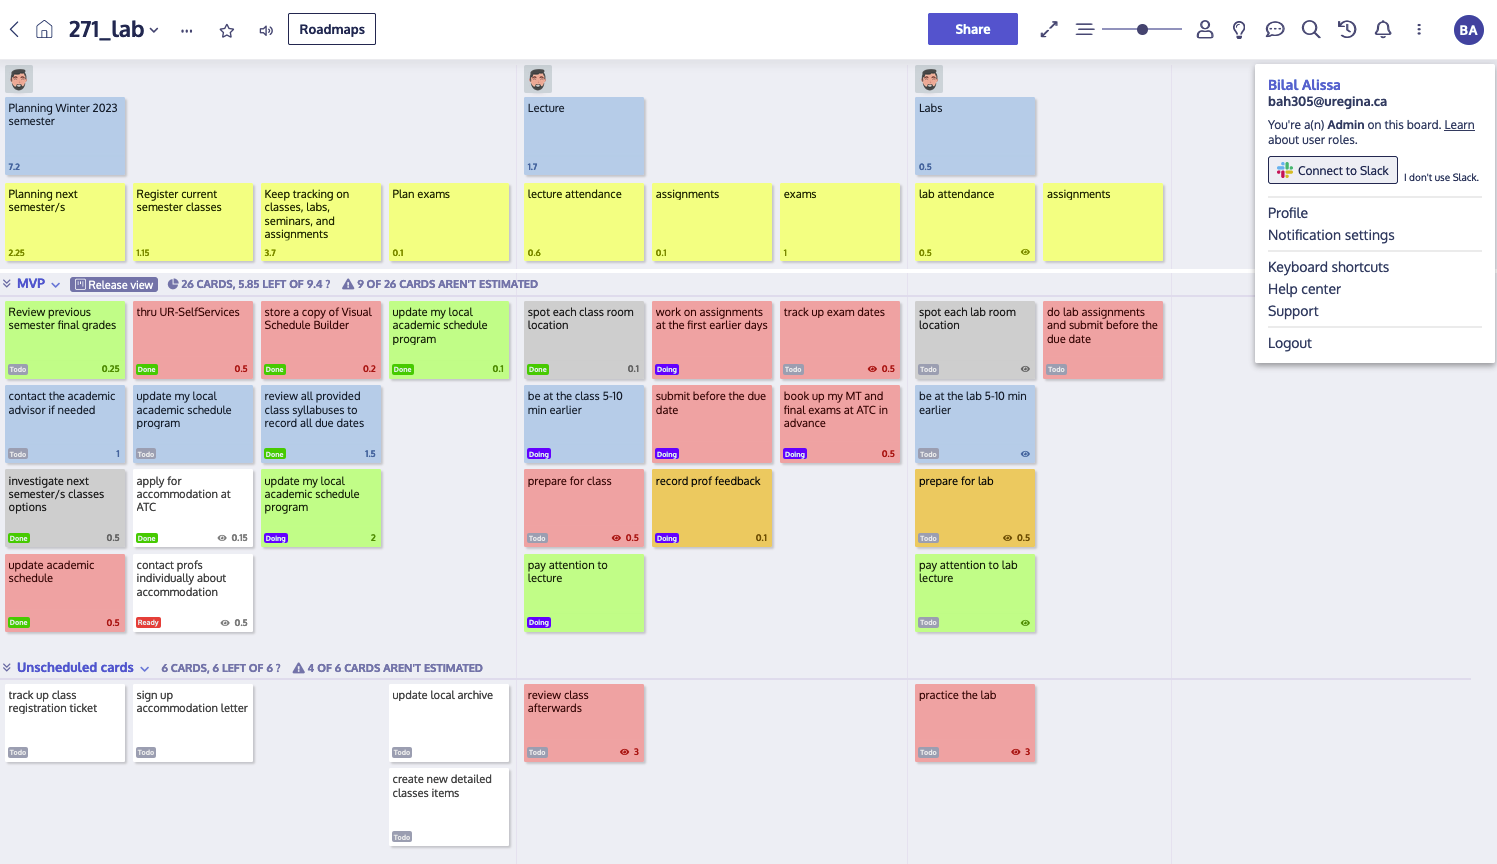 271_lab
Roadmaps
Share
BA
Bilal Alissa
bah305@uregina.ca
You're a(n) Admin on this board. Learn
about user roles.
Connect to Slack
I don't use Slack.
Profile
Notification settings
Keyboard shortcuts
Help center
Support
Logout
Planning Winter 2023
semester
7.2
Lecture
1.7
Labs
0.5
Planning next
semester/s
2.25
Register current
semester classes
1.15
Keep tracking on
classes, labs,
seminars, and
assignments
3.7
Plan exams
0.1
lecture attendance
0.6
assignments
0.1
exams
1
lab attendance
0.5
assignments
MVP
Release view
26 CARDS, 5.85 LEFT OF 9.4 ?
9 OF 26 CARDS AREN'T ESTIMATED
Review previous
semester final grades
Todo 0.25
thru UR-SelfServices
Done 0.5
store a copy of Visual
Schedule Builder
Done 0.2
update my local
academic schedule
program
Done 0.1
spot each class room
location
Done 0.1
work on assignments
at the first earlier days
Doing
track up exam dates
Todo 0.5
spot each lab room
location
Todo
do lab assignments
and submit before the
due date
Todo
contact the academic
advisor if needed
Todo 1
update my local
academic schedule
program
Todo
review all provided
class syllabuses to
record all due dates
Done 1.5
be at the class 5-10
min earlier
Doing
submit before the due
date
Doing
book up my MT and
final exams at ATC in
advance
Doing 0.5
be at the lab 5-10 min
earlier
Todo
investigate next
semester/s classes
options
Done 0.5
apply for
accommodation at
ATC
Done 0.15
update my local
academic schedule
program
Doing 2
prepare for class
Todo 0.5
record prof feedback
Doing 0.1
prepare for lab
Todo 0.5
update academic
schedule
Done 0.5
contact profs
individually about
accommodation
Ready 0.5
pay attention to
lecture
Doing
pay attention to lab
lecture
Todo
Unscheduled cards
6 CARDS, 6 LEFT OF 6 ?
4 OF 6 CARDS AREN'T ESTIMATED
track up class
registration ticket
Todo
sign up
accommodation letter
Todo
update local archive
Todo
review class
afterwards
Todo 3
practice the lab
Todo 3
create new detailed
classes items
Todo